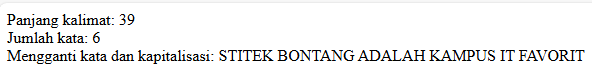 Panjang kalimat: 39
Jumlah kata: 6
Mengganti kata dan kapitalisasi: STITEK BONTANG ADALAH KAMPUS IT FAVORIT